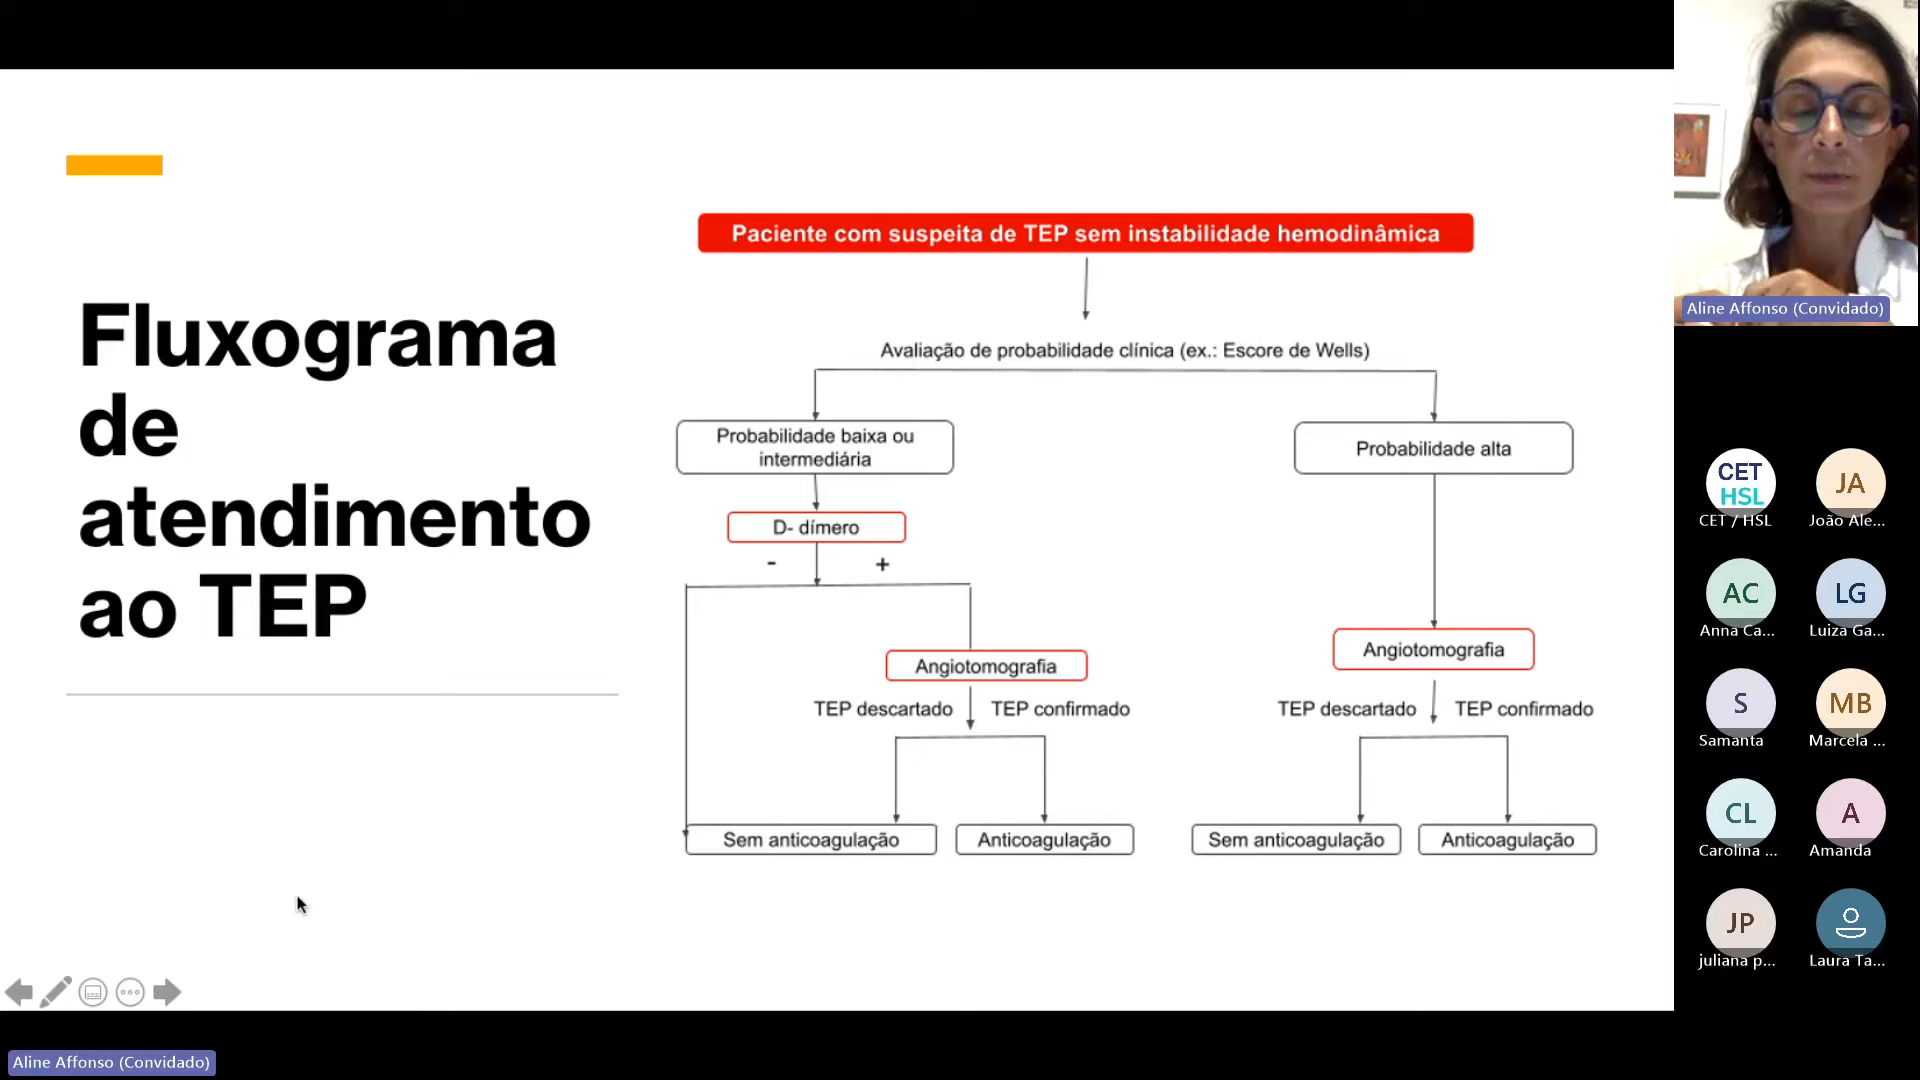 Fluxograma
de
atendimento
ao TEP
Paciente com suspeita de TEP sem instabilidade hemodinâmica
Avaliação de probabilidade clínica (ex.: Escore de Wells)
Probabilidade baixa ou
intermediária
Probabilidade alta
D- dímero
- +
Angiotomografia
Angiotomografia
TEP descartado TEP confirmado
TEP descartado TEP confirmado
Sem anticoagulação
Anticoagulação
Sem anticoagulação
Anticoagulação
Aline Affonso (Convidado)
CET
HSL
CET / HSL
JA
João Ale...
AC
Anna Ca...
LG
Luiza Ga...
S
Samanta
MB
Marcela ...
CL
Carolina ...
A
Amanda
JP
juliana p...
Laura Ta...
Aline Affonso (Convidado)